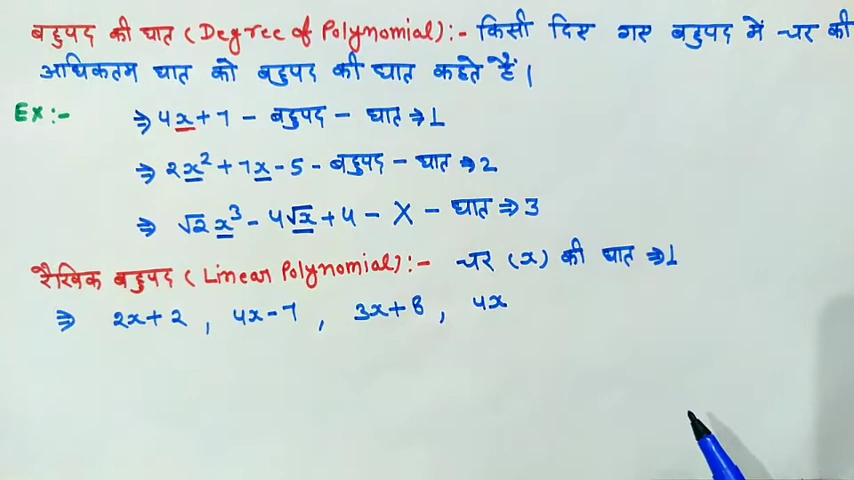 बहुपद की घात (Degree of Polynomial):- किसी दिए गए बहुपद में चर की
अधिकतम घात को बहुपद की घात कहते हैं।
Ex:- ⇒ 4x+7 - बहुपद - घात ⇒ 1
⇒ 2x²+7x-5 - बहुपद - घात ⇒ 2
⇒ √2x³-4√x+4 - X - घात ⇒ 3
रैखिक बहुपद (Linear Polynomial):- चर (x) की घात ⇒ 1
⇒ 2x+2, 4x-7, 3x+8, 4x